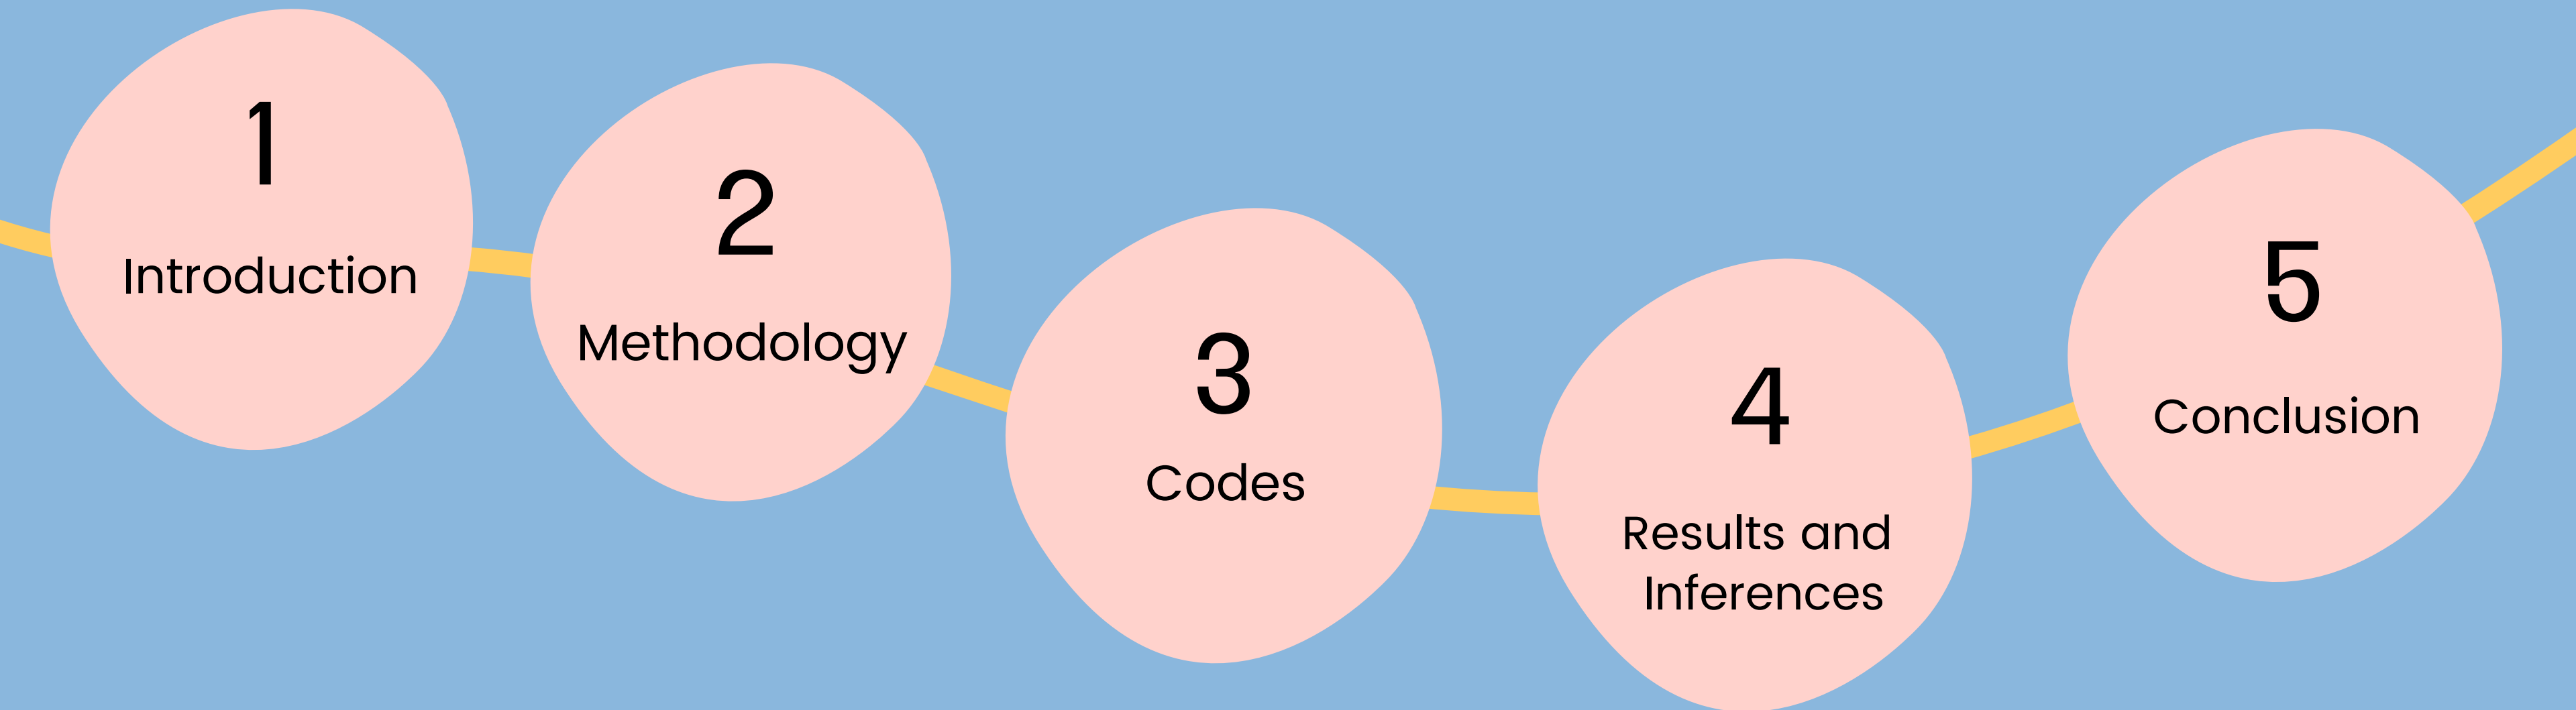 1
Introduction
2
Methodology
3
Codes
4
Results and
Inferences
5
Conclusion